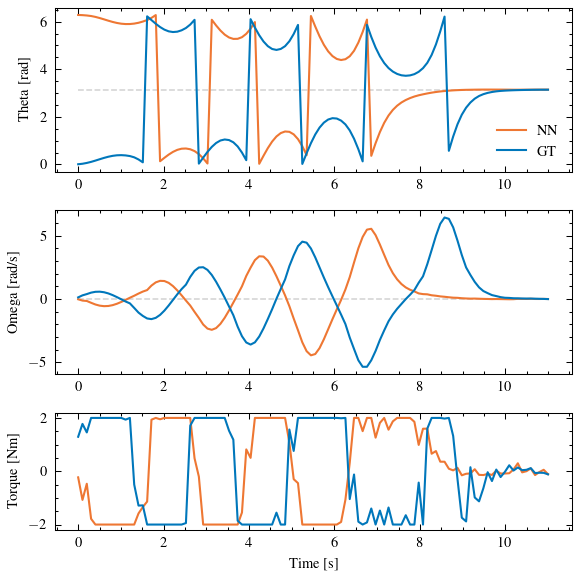 Theta [rad]
6
4
2
0
NN
GT
0 2 4 6 8 10
Omega [rad/s]
5
0
−5
0 2 4 6 8 10
Torque [Nm]
2
0
−2
0 2 4 6 8 10
Time [s]